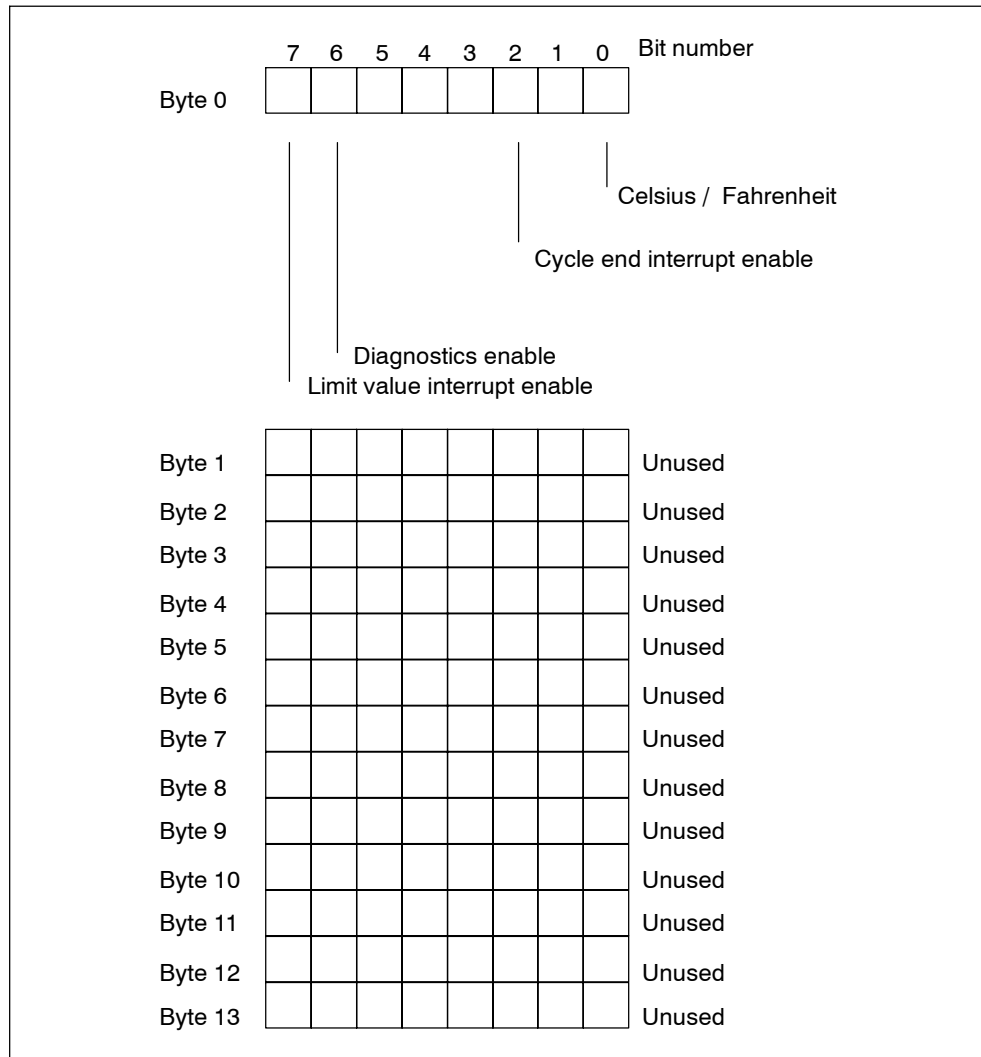 7 6 5 4 3 2 1 0 Bit number
Byte 0
Celsius / Fahrenheit
Cycle end interrupt enable
Diagnostics enable
Limit value interrupt enable
Byte 1 Unused
Byte 2 Unused
Byte 3 Unused
Byte 4 Unused
Byte 5 Unused
Byte 6 Unused
Byte 7 Unused
Byte 8 Unused
Byte 9 Unused
Byte 10 Unused
Byte 11 Unused
Byte 12 Unused
Byte 13 Unused